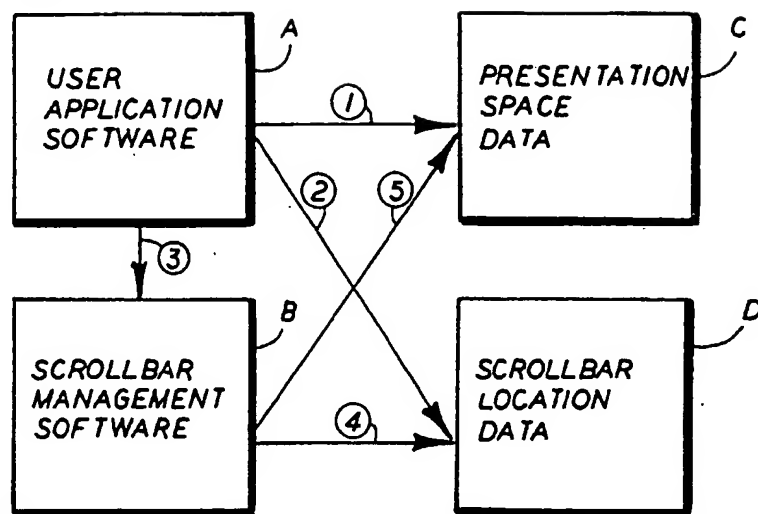 A
USER
APPLICATION
SOFTWARE
1
C
PRESENTATION
SPACE
DATA
2
5
3
B
SCROLLBAR
MANAGEMENT
SOFTWARE
4
D
SCROLLBAR
LOCATION
DATA